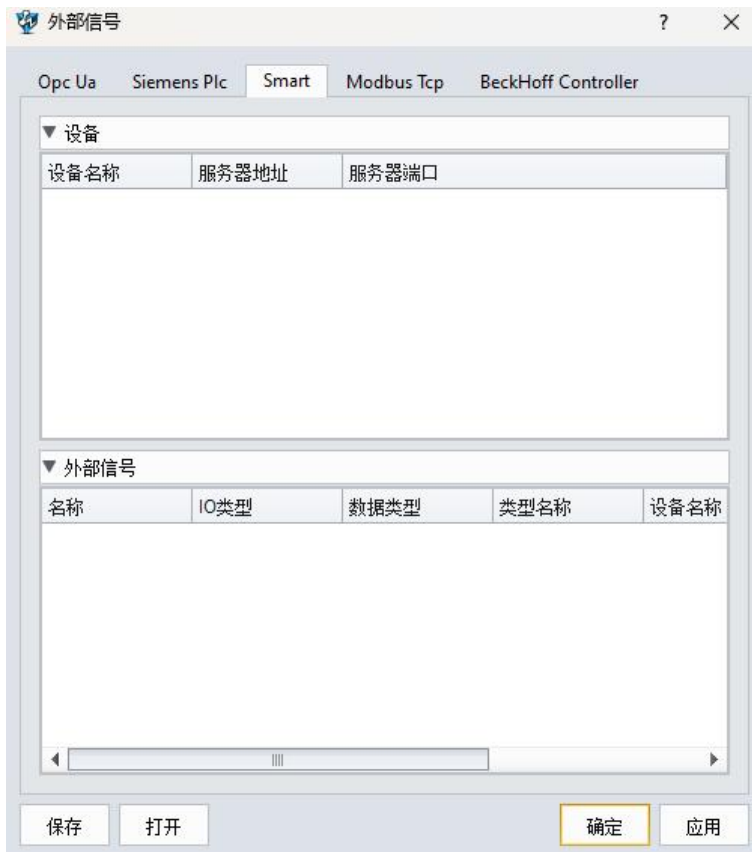 外部信号 ?
Opc Ua Siemens Plc Smart Modbus Tcp BeckHoff Controller
设备
设备名称 服务器地址 服务器端口
外部信号
名称 IO类型 数据类型 类型名称 设备名称
保存 打开 确定 应用